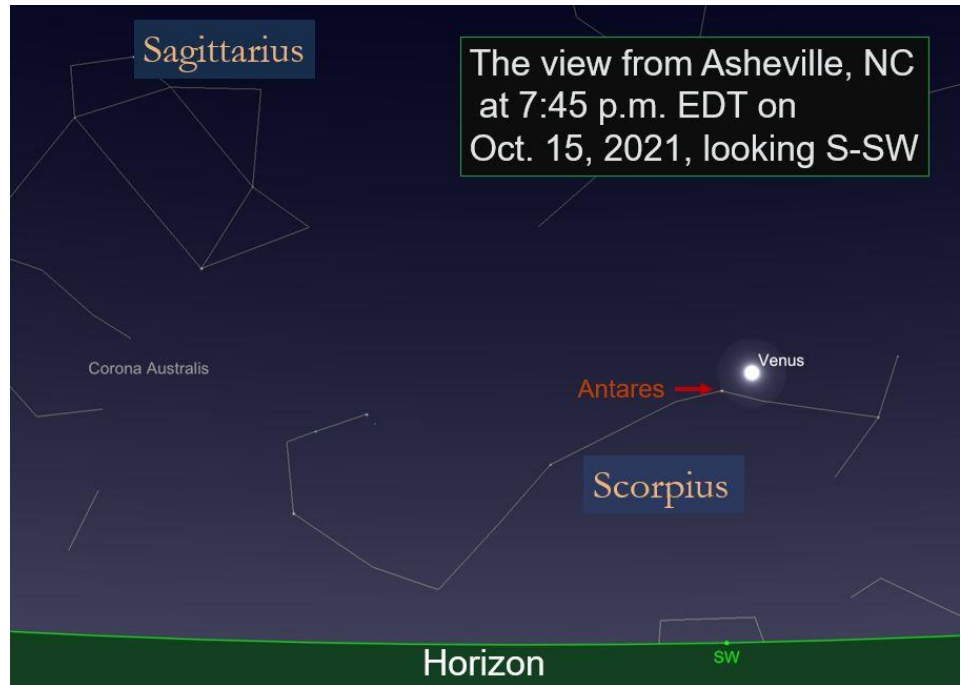 Sagittarius
The view from Asheville, NC
at 7:45 p.m. EDT on
Oct. 15, 2021, looking S-SW
Corona Australis
Venus
Antares
Scorpius
Horizon
SW